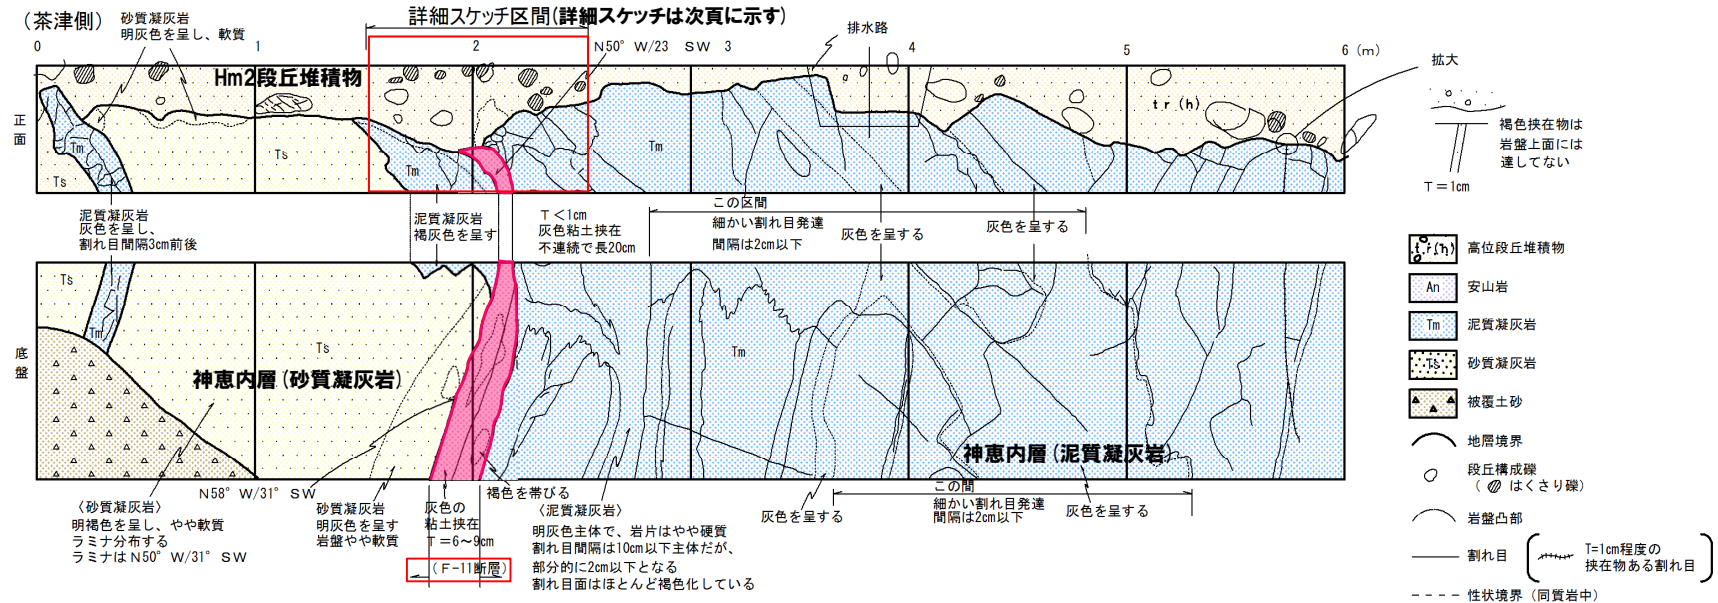 (茶津側)
砂質凝灰岩
明灰色を呈し、軟質
詳細スケッチ区間(詳細スケッチは次頁に示す)
排水路
0 1 2 N50°W/23 SW 3 4 5 6(m)
拡大
Hm2段丘堆積物
tr(h)
正面
Tm
Ts
Ts
Tm
Tm
褐色挟在物は
岩盤上面には
達してない
T=1cm
泥質凝灰岩
灰色を呈し、
割れ目間隔3cm前後
泥質凝灰岩
褐灰色を呈す
T<1cm
灰色粘土挟在
不連続で長20cm
この区間
細かい割れ目発達
間隔は2cm以下
灰色を呈する
灰色を呈する
底盤
Ts
Tm
Ts
Tm
神恵内層(砂質凝灰岩)
神恵内層(泥質凝灰岩)
N58°W/31°SW
〈砂質凝灰岩〉
明褐色を呈し、やや軟質
ラミナ分布する
ラミナはN50°W/31°SW
砂質凝灰岩
明灰色を呈す
岩盤やや軟質
灰色の
粘土挟在
T=6~9cm
(F-11断層)
褐色を帯びる
〈泥質凝灰岩〉
明灰色主体で、岩片はやや硬質
割れ目間隔は10cm以下主体だが、
部分的に2cm以下となる
割れ目面はほとんど褐色化している
灰色を呈する
この間
細かい割れ目発達
間隔は2cm以下
灰色を呈する
t.r(h) 高位段丘堆積物
An 安山岩
Tm 泥質凝灰岩
Ts 砂質凝灰岩
被覆土砂
地層境界
段丘構成礫
( はくさり礫)
岩盤凸部
割れ目
T=1cm程度の
挟在物ある割れ目
性状境界(同質岩中)